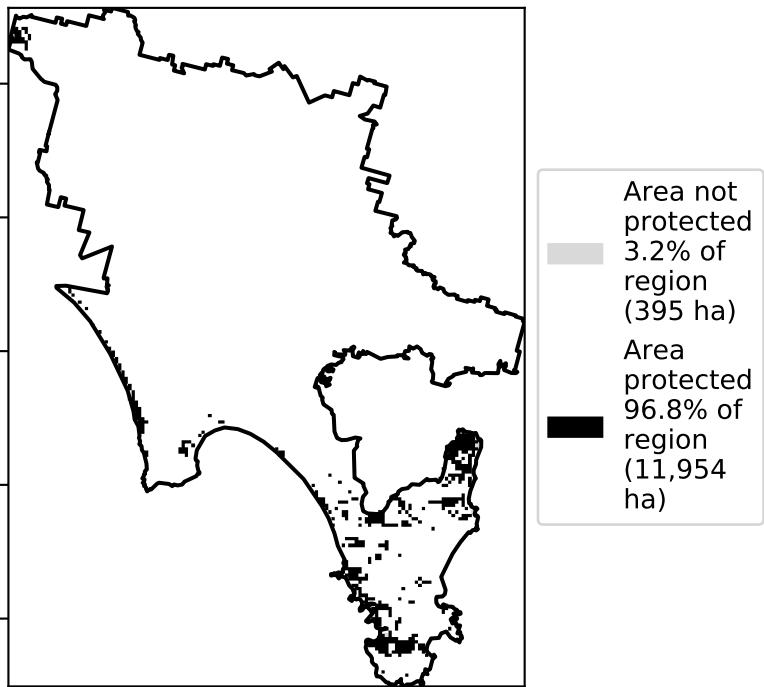 Area not
protected
3.2% of
region
(395 ha)
Area
protected
96.8% of
region
(11,954
ha)